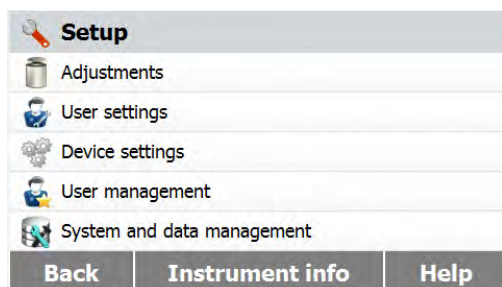 Setup
Adjustments
User settings
Device settings
User management
System and data management
Back Instrument info Help